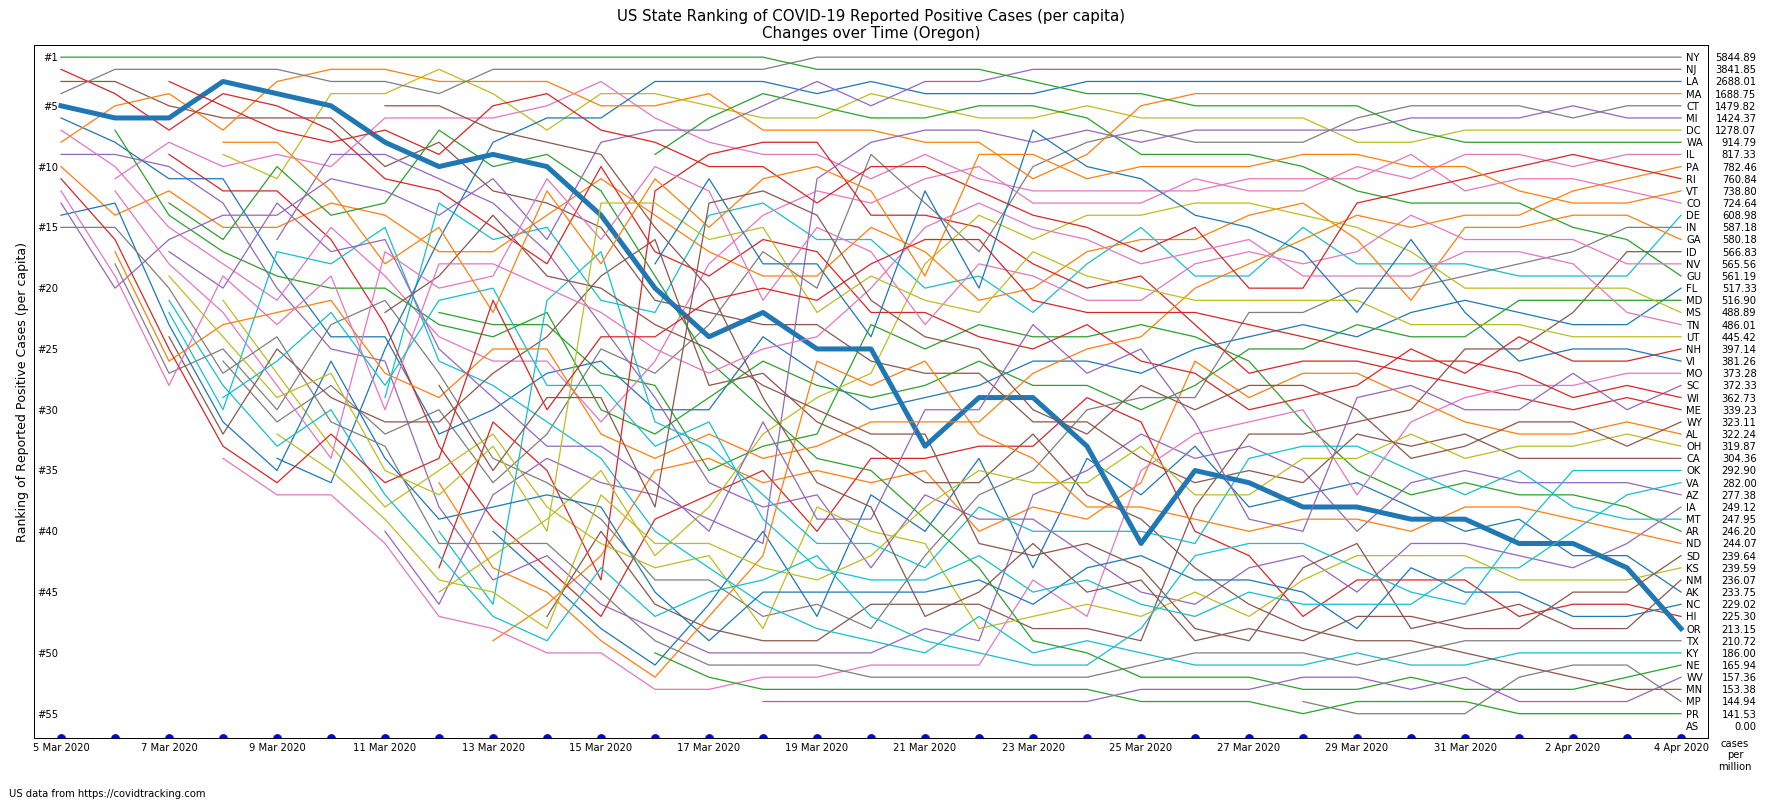 US State Ranking of COVID-19 Reported Positive Cases (per capita)
Changes over Time (Oregon)
Ranking of Reported Positive Cases (per capita)
#1
#5
#10
#15
#20
#25
#30
#35
#40
#45
#50
#55
NY 5844.89
NJ 3841.85
LA 2688.01
MA 1688.75
CT 1479.82
MI 1424.37
DC 1278.07
WA 914.79
IL 817.33
PA 782.46
RI 760.84
VT 738.80
CO 724.64
DE 608.98
IN 587.18
GA 580.18
ID 566.83
NV 565.56
GU 561.19
FL 517.33
MD 516.90
MS 488.89
TN 486.01
UT 445.42
NH 397.14
VI 381.26
MO 373.28
SC 372.33
WI 362.73
ME 339.23
WY 323.11
AL 322.24
OH 319.87
CA 304.36
OK 292.90
VA 282.00
AZ 277.38
IA 249.12
MT 247.95
AR 246.20
ND 244.07
SD 239.64
KS 239.59
NM 236.07
AK 233.75
NC 229.02
HI 225.30
OR 213.15
TX 210.72
KY 186.00
NE 165.94
WV 157.36
MN 153.38
MP 144.94
PR 141.53
AS 0.00
5 Mar 2020
7 Mar 2020
9 Mar 2020
11 Mar 2020
13 Mar 2020
15 Mar 2020
17 Mar 2020
19 Mar 2020
21 Mar 2020
23 Mar 2020
25 Mar 2020
27 Mar 2020
29 Mar 2020
31 Mar 2020
2 Apr 2020
4 Apr 2020
cases
per
million
US data from https://covidtracking.com